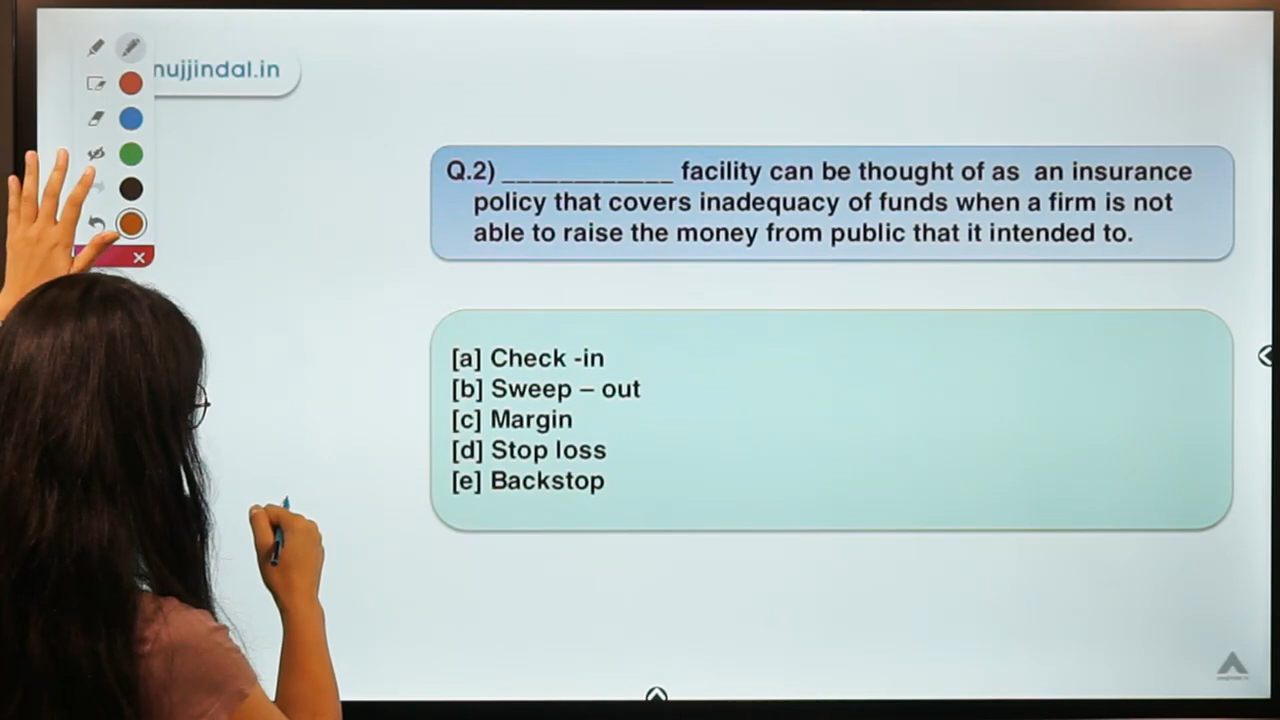 nujjindal.in
Q.2) ____________ facility can be thought of as an insurance
policy that covers inadequacy of funds when a firm is not
able to raise the money from public that it intended to.
[a] Check -in
[b] Sweep – out
[c] Margin
[d] Stop loss
[e] Backstop